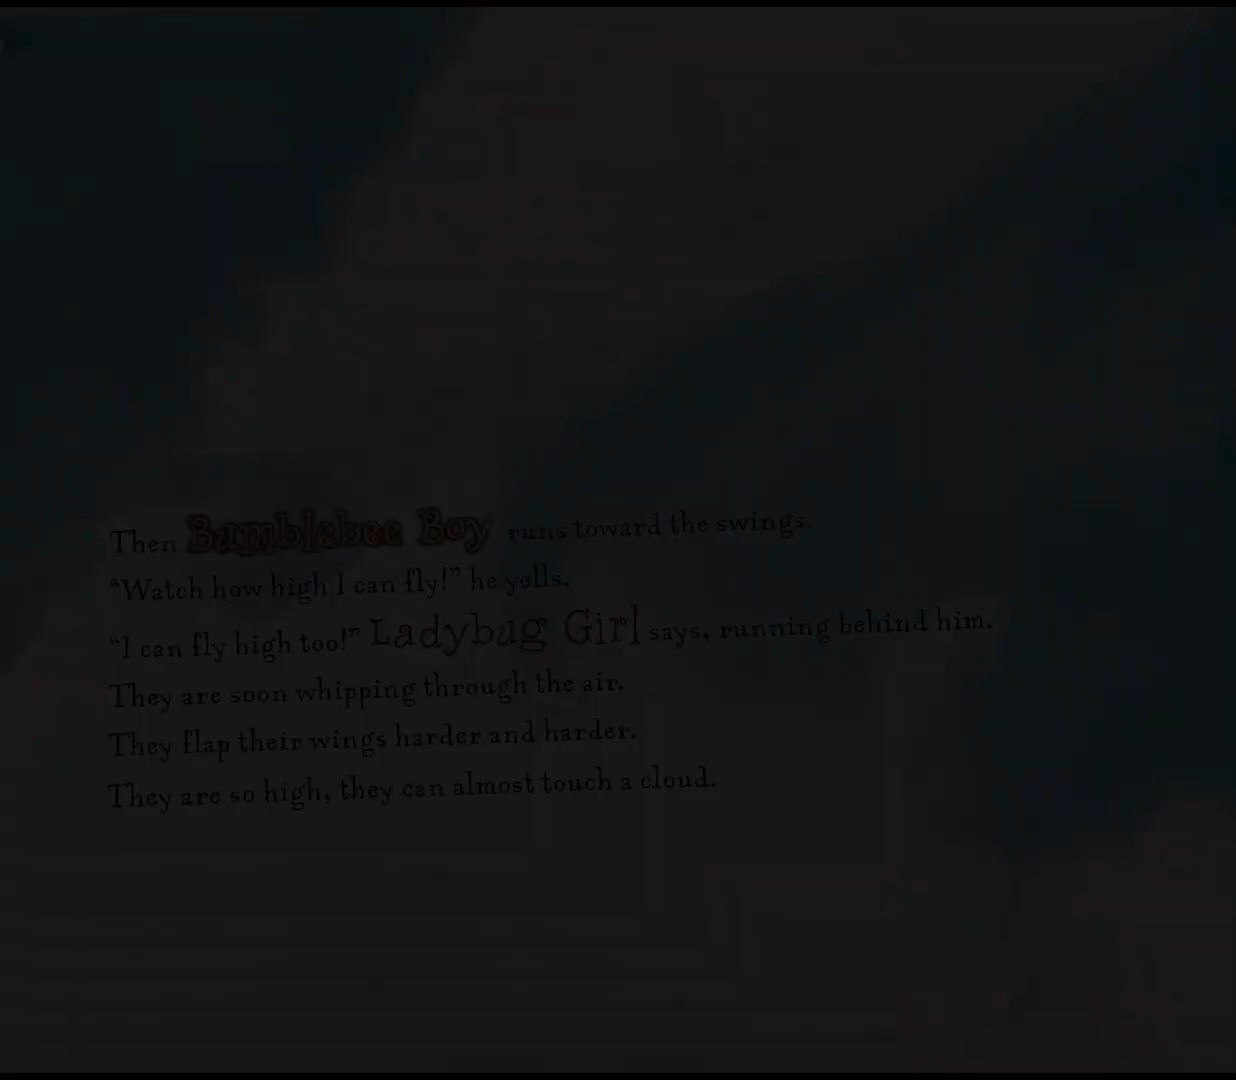 Then Bumblebee Boy runs toward the swings.
“Watch how high I can fly!” he yells.
“I can fly high too!” Ladybug Girl says, running behind him.
They are soon whipping through the air.
They flap their wings harder and harder.
They are so high, they can almost touch a cloud.